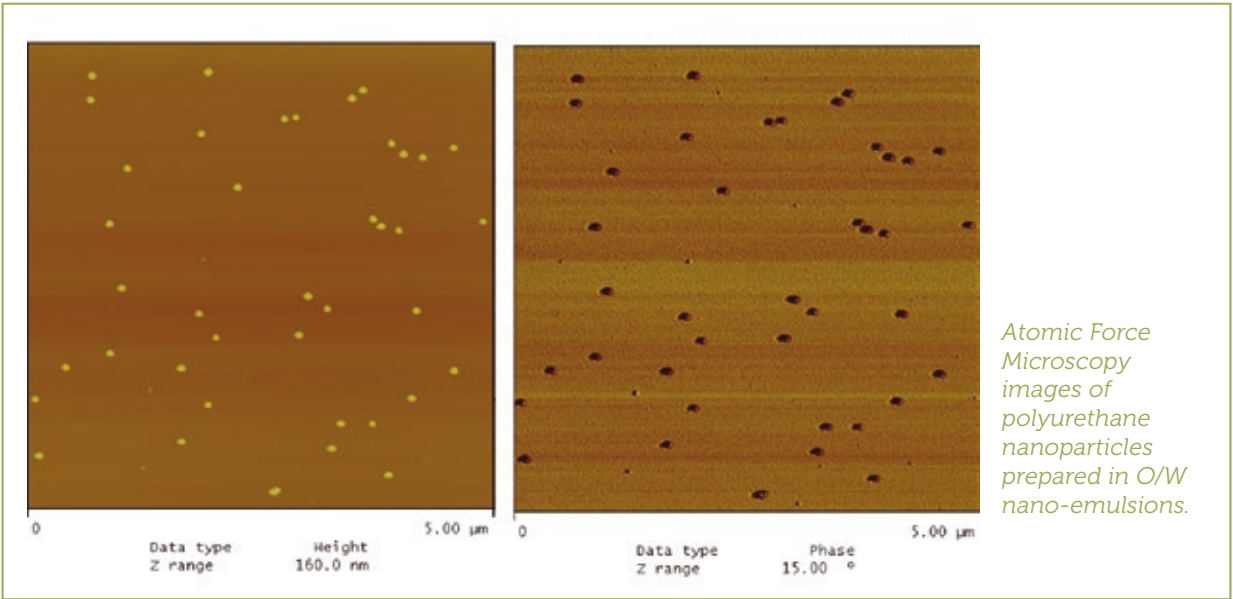 0 5.00 µm
Data type Height
Z range 160.0 nm
0 5.00 µm
Data type Phase
Z range 15.00 º
Atomic Force
Microscopy
images of
polyurethane
nanoparticles
prepared in O/W
nano-emulsions.